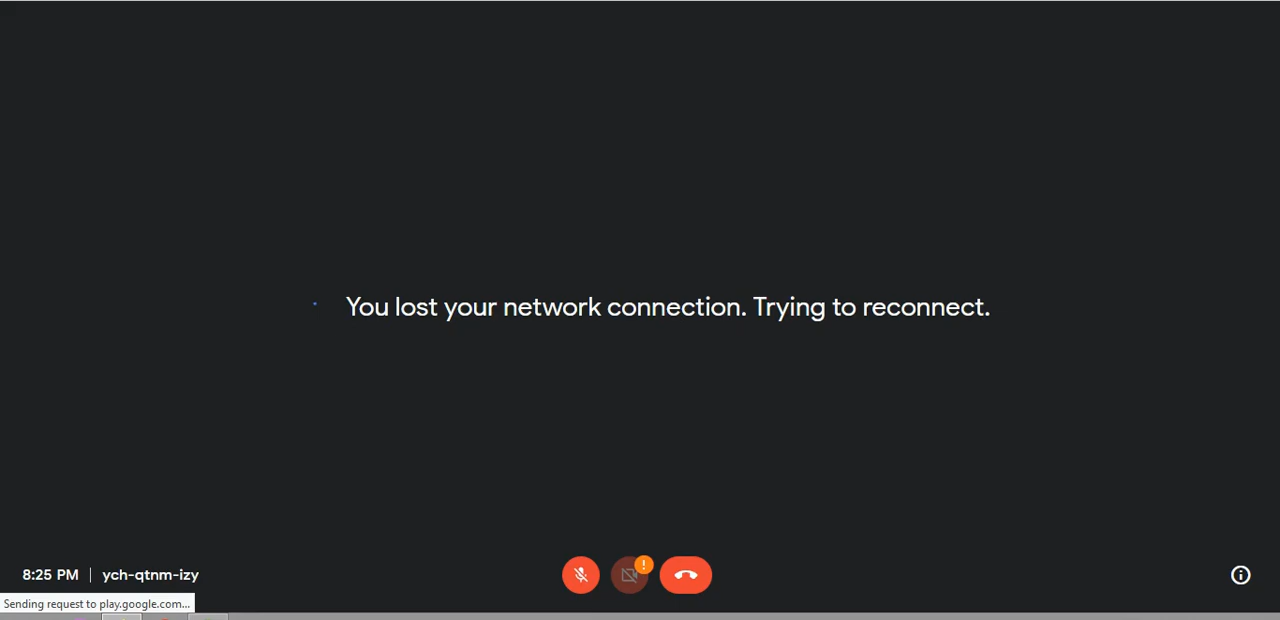 You lost your network connection. Trying to reconnect.
8:25 PM | ych-qtnm-izy
!
Sending request to play.google.com...